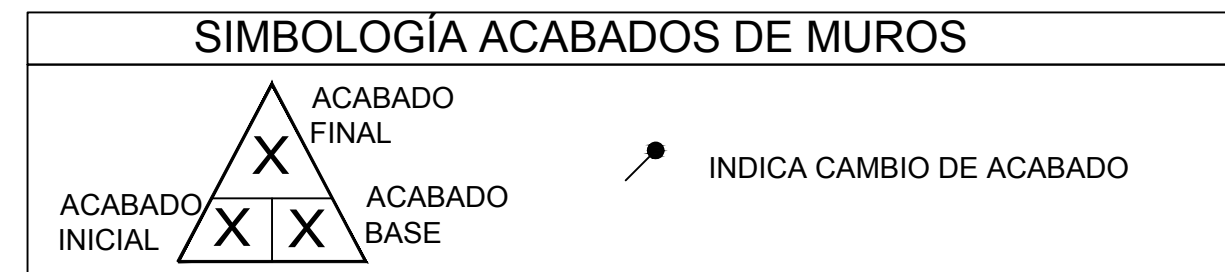 SIMBOLOGÍA ACABADOS DE MUROS
ACABADO
FINAL
X
ACABADO
INICIAL
X
X
ACABADO
BASE
INDICA CAMBIO DE ACABADO